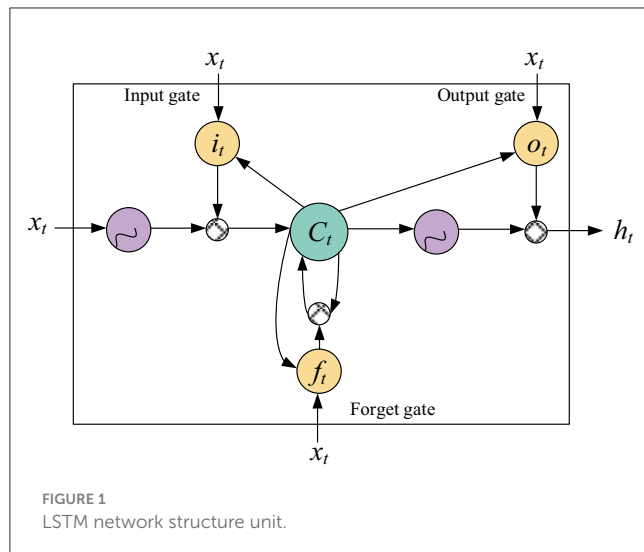 x_t x_t
Input gate Output gate
i_t o_t
x_t C_t h_t
f_t
Forget gate
x_t
FIGURE 1
LSTM network structure unit.